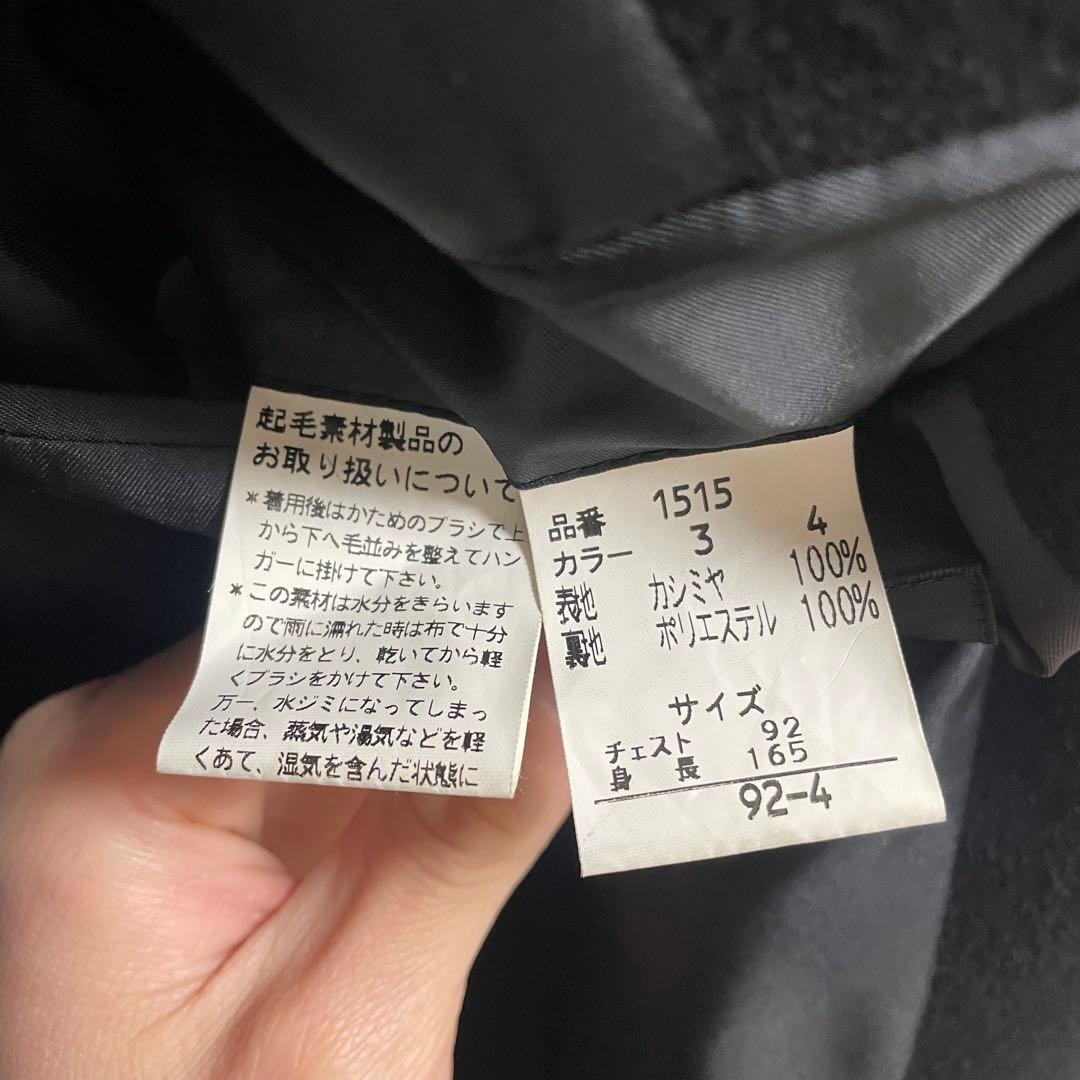 起毛素材製品の
お取り扱いについて
*着用後はかためのブラシで上
から下へ毛並みを整えてハン
ガーに掛けて下さい。
*この素材は水分をきらいます
ので雨に濡れた時は布で十分
に水分をとり、乾いてから軽
くブラシをかけて下さい。
万一、水ジミになってしまっ
た場合、蒸気や湯気などを軽
くあて、湿気を含んだ状態に
品番 1515
カラー 3 4
表地 カシミヤ 100%
裏地 ポリエステル 100%
サイズ
チェスト 92
身長 165
92-4